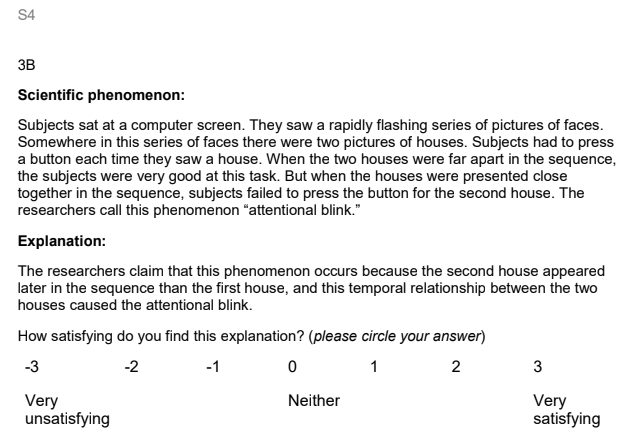 S4
3B
Scientific phenomenon:
Subjects sat at a computer screen. They saw a rapidly flashing series of pictures of faces.
Somewhere in this series of faces there were two pictures of houses. Subjects had to press
a button each time they saw a house. When the two houses were far apart in the sequence,
the subjects were very good at this task. But when the houses were presented close
together in the sequence, subjects failed to press the button for the second house. The
researchers call this phenomenon “attentional blink.”
Explanation:
The researchers claim that this phenomenon occurs because the second house appeared
later in the sequence than the first house, and this temporal relationship between the two
houses caused the attentional blink.
How satisfying do you find this explanation? (please circle your answer)
-3 -2 -1 0 1 2 3
Very Neither Very
unsatisfying satisfying